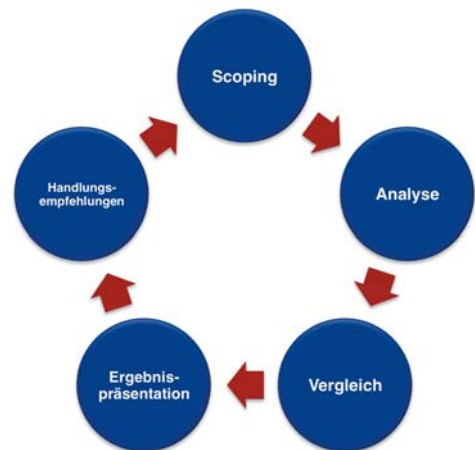 Scoping
Analyse
Vergleich
Ergebnis-
präsentation
Handlungs-
empfehlungen